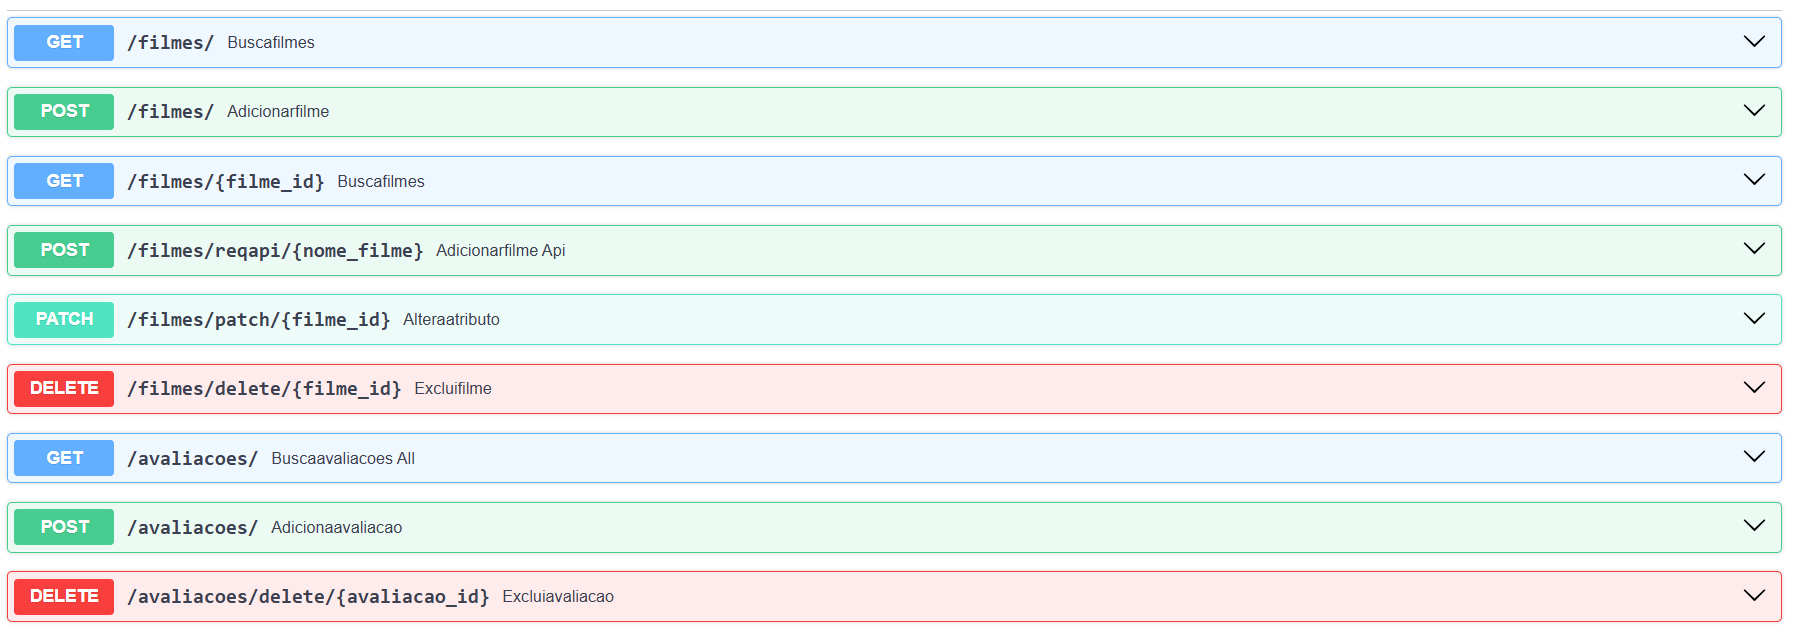 GET /filmes/ Buscafilmes
POST /filmes/ Adicionarfilme
GET /filmes/{filme_id} Buscafilmes
POST /filmes/reqapi/{nome_filme} Adicionarfilme Api
PATCH /filmes/patch/{filme_id} Alteraatributo
DELETE /filmes/delete/{filme_id} Excluifilme
GET /avaliacoes/ Buscaavaliacoes All
POST /avaliacoes/ Adicionaavaliacao
DELETE /avaliacoes/delete/{avaliacao_id} Excluiavaliacao